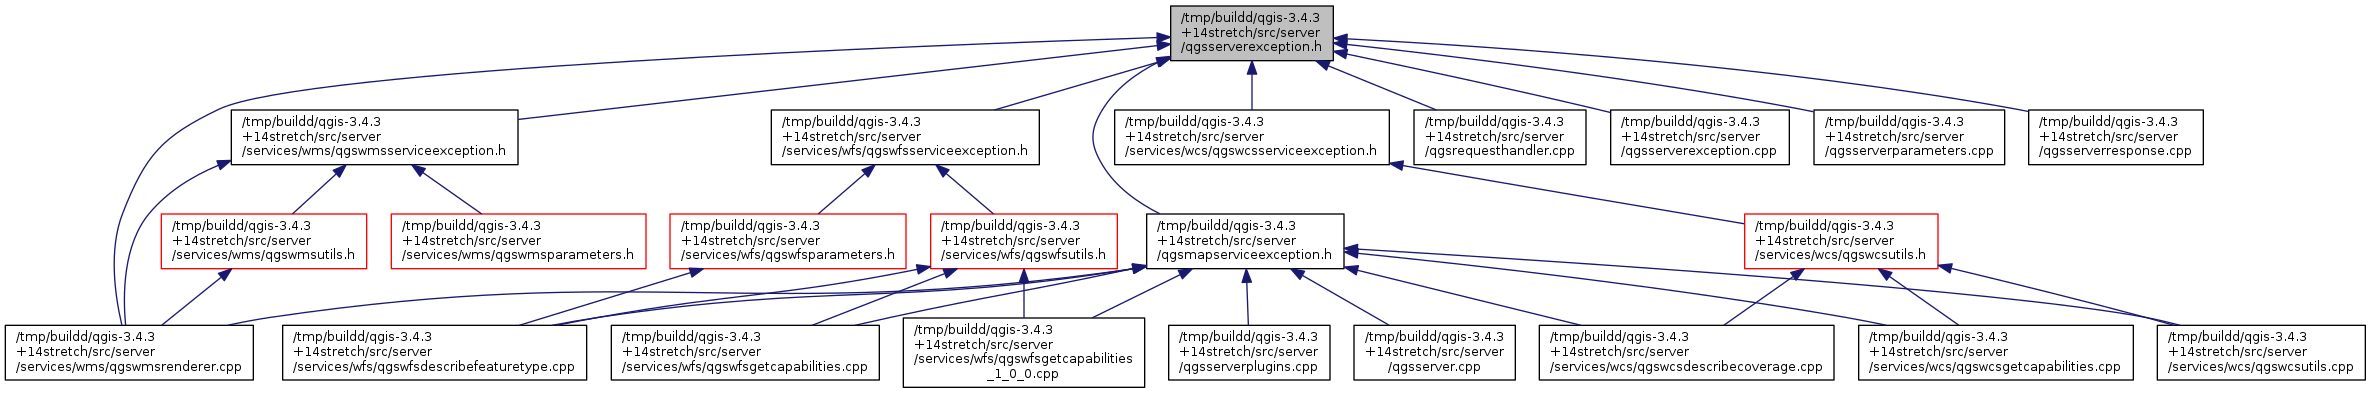 /tmp/buildd/qgis-3.4.3
+14stretch/src/server
/qgsserverexception.h
/tmp/buildd/qgis-3.4.3
+14stretch/src/server
/services/wms/qgswmsserviceexception.h
/tmp/buildd/qgis-3.4.3
+14stretch/src/server
/services/wfs/qgswfsserviceexception.h
/tmp/buildd/qgis-3.4.3
+14stretch/src/server
/services/wcs/qgswcsserviceexception.h
/tmp/buildd/qgis-3.4.3
+14stretch/src/server
/qgsrequesthandler.cpp
/tmp/buildd/qgis-3.4.3
+14stretch/src/server
/qgsserverexception.cpp
/tmp/buildd/qgis-3.4.3
+14stretch/src/server
/qgsserverparameters.cpp
/tmp/buildd/qgis-3.4.3
+14stretch/src/server
/qgsserverresponse.cpp
/tmp/buildd/qgis-3.4.3
+14stretch/src/server
/services/wms/qgswmsutils.h
/tmp/buildd/qgis-3.4.3
+14stretch/src/server
/services/wms/qgswmsparameters.h
/tmp/buildd/qgis-3.4.3
+14stretch/src/server
/services/wfs/qgswfsparameters.h
/tmp/buildd/qgis-3.4.3
+14stretch/src/server
/services/wfs/qgswfsutils.h
/tmp/buildd/qgis-3.4.3
+14stretch/src/server
/qgsmapserviceexception.h
/tmp/buildd/qgis-3.4.3
+14stretch/src/server
/services/wcs/qgswcsutils.h
/tmp/buildd/qgis-3.4.3
+14stretch/src/server
/services/wms/qgswmsrenderer.cpp
/tmp/buildd/qgis-3.4.3
+14stretch/src/server
/services/wfs/qgswfsdescribefeaturetype.cpp
/tmp/buildd/qgis-3.4.3
+14stretch/src/server
/services/wfs/qgswfsgetcapabilities.cpp
/tmp/buildd/qgis-3.4.3
+14stretch/src/server
/services/wfs/qgswfsgetcapabilities
_1_0_0.cpp
/tmp/buildd/qgis-3.4.3
+14stretch/src/server
/qgsserverplugins.cpp
/tmp/buildd/qgis-3.4.3
+14stretch/src/server
/qgsserver.cpp
/tmp/buildd/qgis-3.4.3
+14stretch/src/server
/services/wcs/qgswcsdescribecoverage.cpp
/tmp/buildd/qgis-3.4.3
+14stretch/src/server
/services/wcs/qgswcsgetcapabilities.cpp
/tmp/buildd/qgis-3.4.3
+14stretch/src/server
/services/wcs/qgswcsutils.cpp